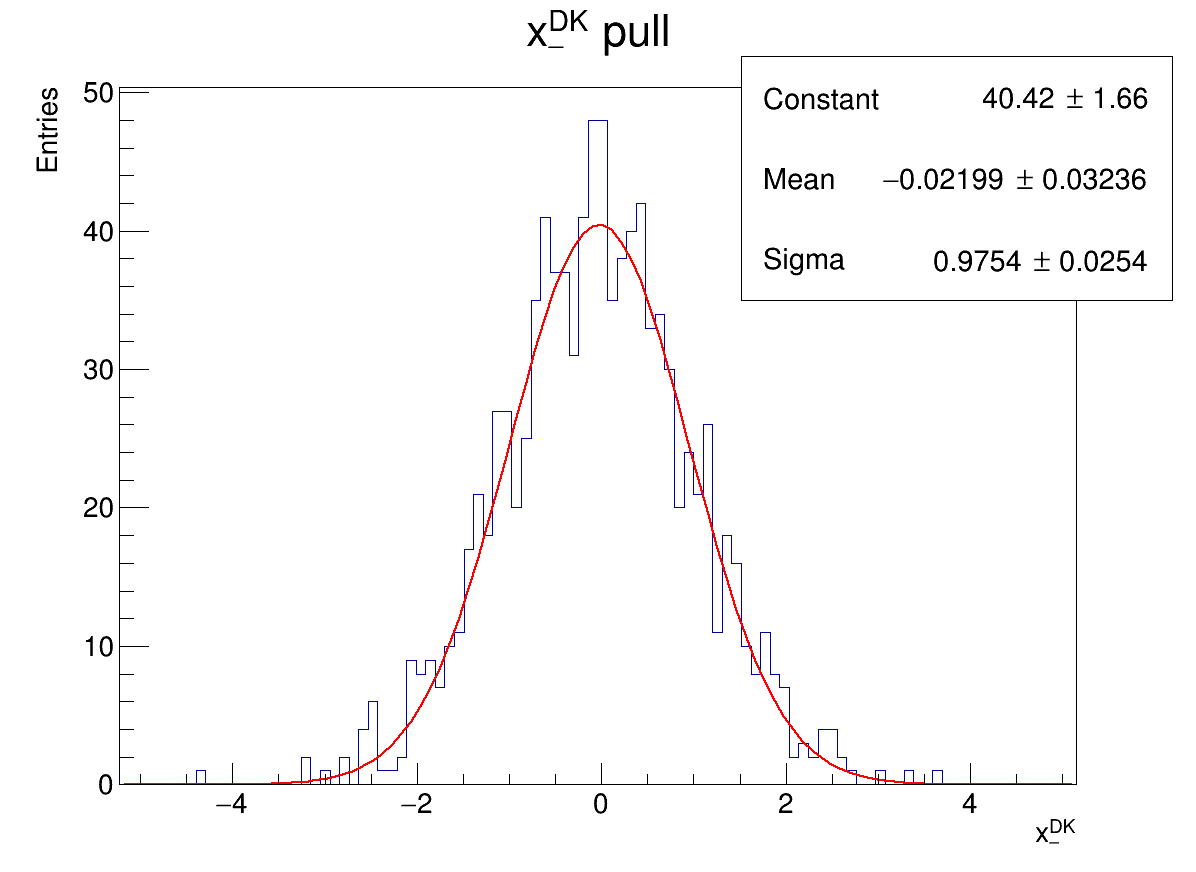 x_^DK pull
Entries
Constant 40.42 ± 1.66
Mean −0.02199 ± 0.03236
Sigma 0.9754 ± 0.0254
50
40
30
20
10
0
−4 −2 0 2 4
x_^DK